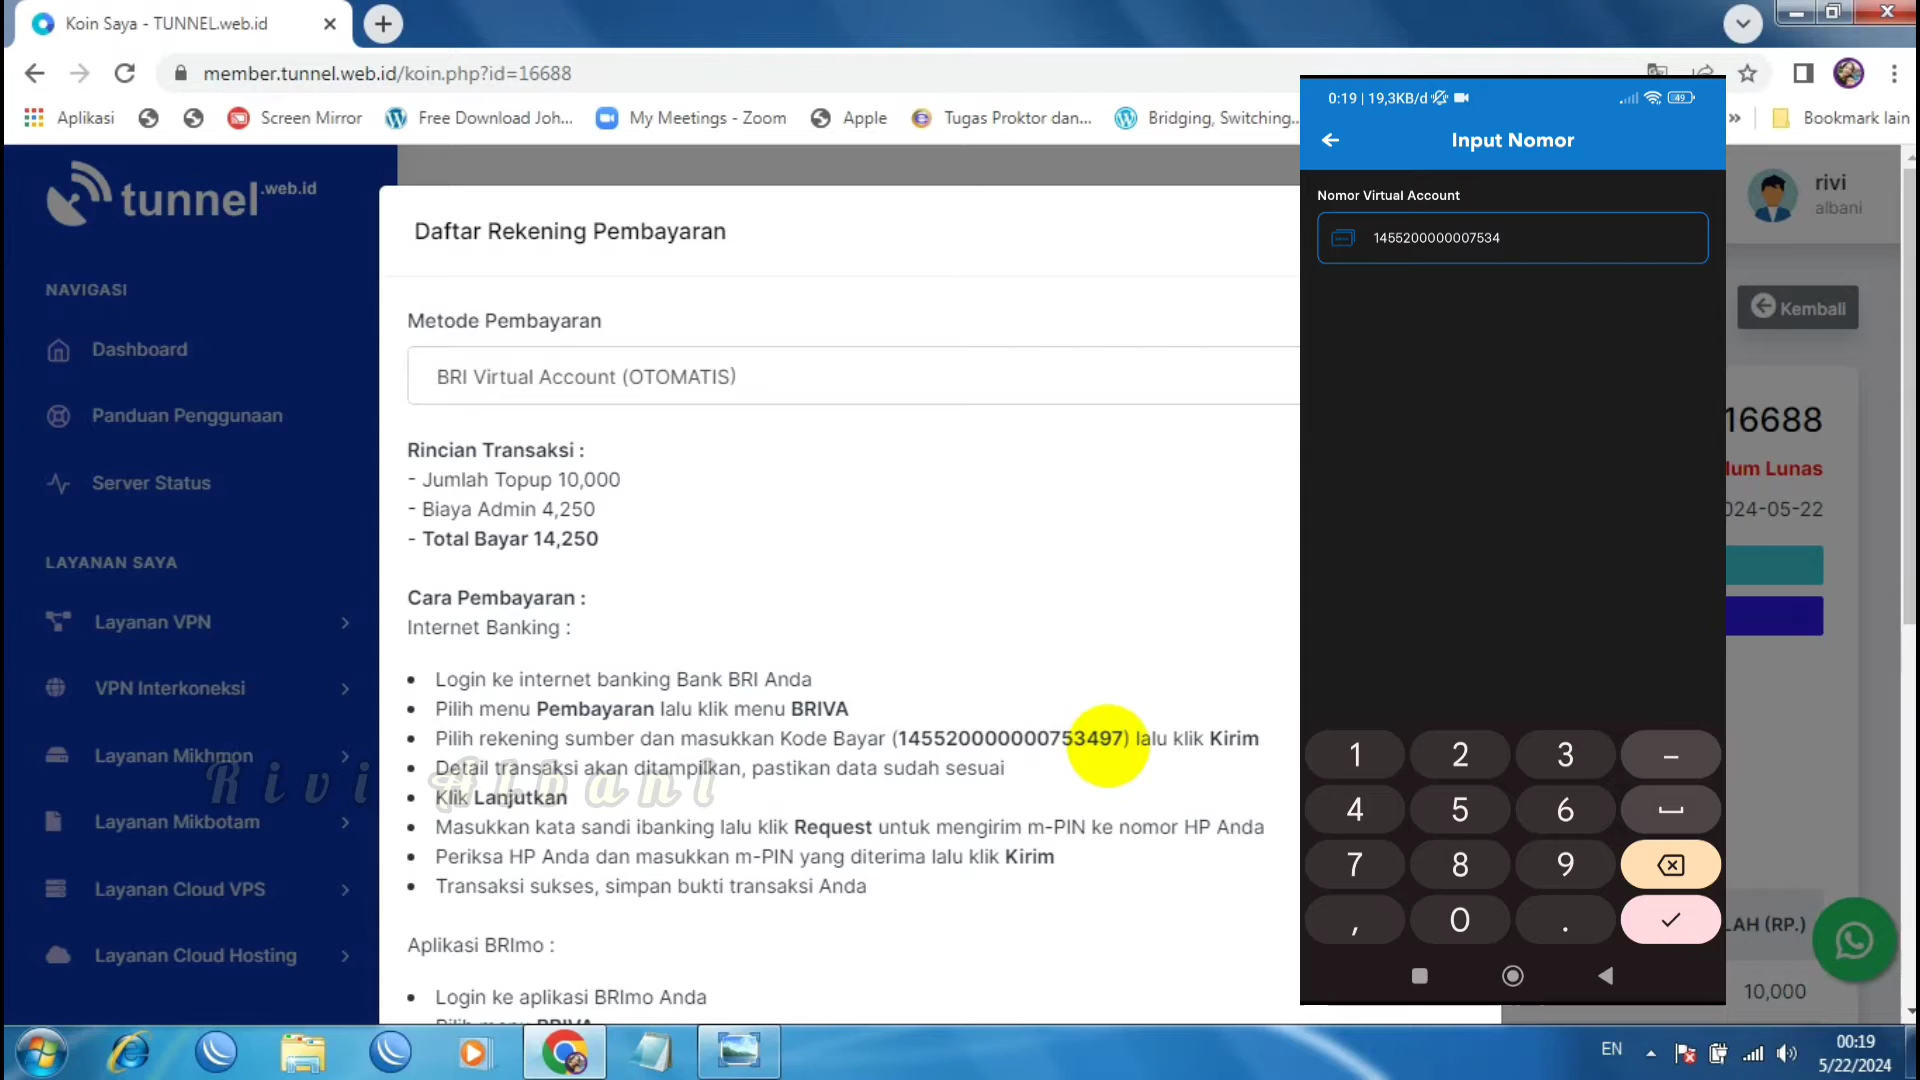 Koin Saya - TUNNEL.web.id
member.tunnel.web.id/koin.php?id=16688
Aplikasi
Screen Mirror
Free Download Joh...
My Meetings - Zoom
Apple
Tugas Proktor dan...
Bridging, Switching...
»
Bookmark lain
tunnel.web.id
NAVIGASI
Dashboard
Panduan Penggunaan
Server Status
LAYANAN SAYA
Layanan VPN
VPN Interkoneksi
Layanan Mikhmon
Layanan Mikbotam
Layanan Cloud VPS
Layanan Cloud Hosting
Daftar Rekening Pembayaran
Metode Pembayaran
BRI Virtual Account (OTOMATIS)
Rincian Transaksi :
- Jumlah Topup 10,000
- Biaya Admin 4,250
- Total Bayar 14,250
Cara Pembayaran :
Internet Banking :
• Login ke internet banking Bank BRI Anda
• Pilih menu Pembayaran lalu klik menu BRIVA
• Pilih rekening sumber dan masukkan Kode Bayar (145520000000753497) lalu klik Kirim
• Detail transaksi akan ditampilkan, pastikan data sudah sesuai
• Klik Lanjutkan
• Masukkan kata sandi ibanking lalu klik Request untuk mengirim m-PIN ke nomor HP Anda
• Periksa HP Anda dan masukkan m-PIN yang diterima lalu klik Kirim
• Transaksi sukses, simpan bukti transaksi Anda
Aplikasi BRImo :
• Login ke aplikasi BRImo Anda
Rivi Albani
0:19 | 19,3KB/d
49
Input Nomor
Nomor Virtual Account
1455200000007534
1 2 3 −
4 5 6
7 8 9
, 0 .
rivi
albani
Kembali
16688
lum Lunas
024-05-22
LAH (RP.)
10,000
EN
00:19
5/22/2024